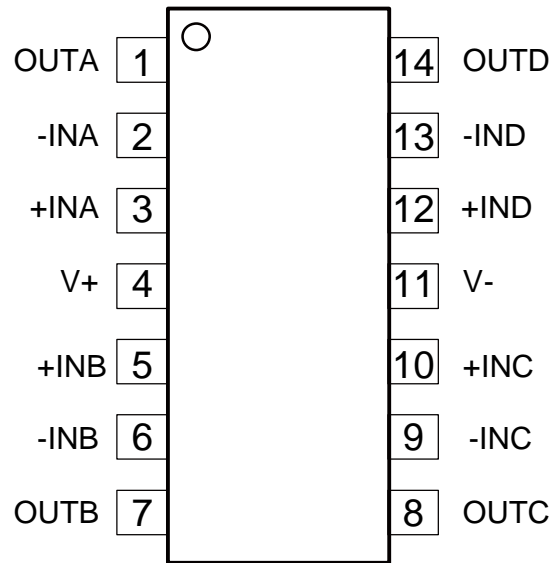 OUTA 1 14 OUTD
-INA 2 13 -IND
+INA 3 12 +IND
V+ 4 11 V-
+INB 5 10 +INC
-INB 6 9 -INC
OUTB 7 8 OUTC